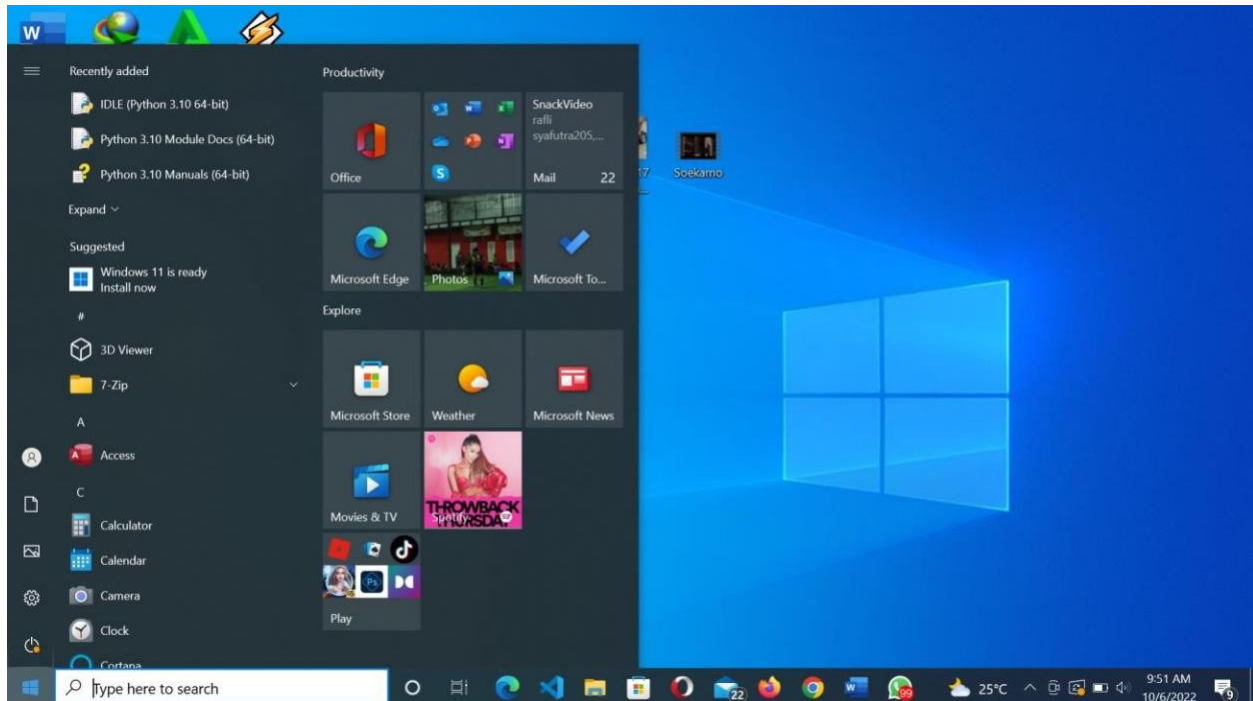 W
Recently added
IDLE (Python 3.10 64-bit)
Python 3.10 Module Docs (64-bit)
Python 3.10 Manuals (64-bit)
Expand
Suggested
Windows 11 is ready
Install now
#
3D Viewer
7-Zip
A
Access
C
Calculator
Calendar
Camera
Clock
Cortana
Productivity
Office
SnackVideo
rafli
syafutra205,...
Mail 22
Microsoft Edge
Photos
Microsoft To...
Explore
Microsoft Store
Weather
Microsoft News
Movies & TV
THROWBACK
THURSDAY
Spotify
Ps
Play
17
...
Soekarno
Type here to search
22
99
25°C
9:51 AM
10/6/2022
9